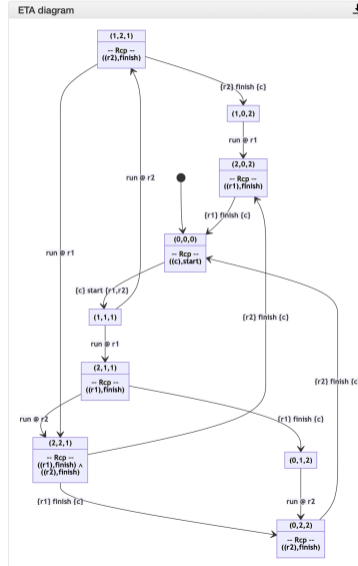 ETA diagram
(1,2,1)
-- Rcp --
((r2),finish)
{r2} finish {c}
(1,0,2)
run @ r1
(2,0,2)
-- Rcp --
((r1),finish)
run @ r2
{r1} finish {c}
(0,0,0)
-- Rcp --
((c),start)
run @ r1
{c} start {r1,r2}
(1,1,1)
{r2} finish {c}
run @ r1
(2,1,1)
-- Rcp --
((r1),finish)
{r2} finish {c
run @ r2
{r1} finish {c}
(2,2,1)
-- Rcp --
((r1),finish) ∧
((r2),finish)
(0,1,2)
{r1} finish {c}
run @ r2
(0,2,2)
-- Rcp --
((r2),finish)